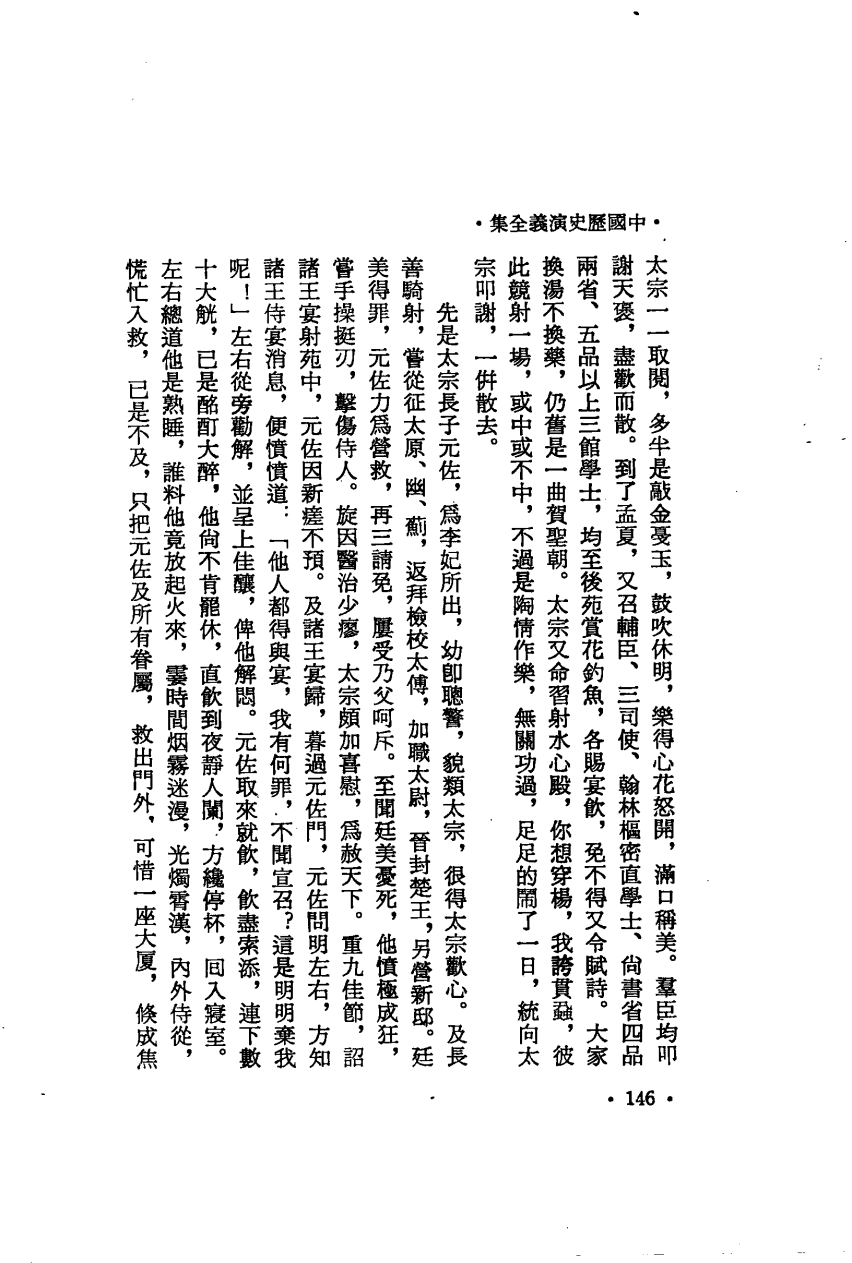 •中國歷史演義全集•
太宗一一取閱，多半是敲金戛玉，鼓吹休明，樂得心花怒開，滿口稱美。羣臣均叩
謝天褒，盡歡而散。到了孟夏，又召輔臣、三司使、翰林樞密直學士、尙書省四品
兩省、五品以上三館學士，均至後苑賞花釣魚，各賜宴飲，免不得又令賦詩。大家
換湯不換藥，仍舊是一曲賀聖朝。太宗又命習射水心殿，你想穿楊，我誇貫蝨，彼
此競射一場，或中或不中，不過是陶情作樂，無關功過，足足的鬧了一日，統向太
宗叩謝，一倂散去。
先是太宗長子元佐，爲李妃所出，幼卽聰警，貌類太宗，很得太宗歡心。及長
善騎射，嘗從征太原、幽、薊，返拜檢校太傅，加職太尉，晉封楚王，另營新邸。廷
美得罪，元佐力爲營救，再三請免，屢受乃父呵斥。至聞廷美憂死，他憤極成狂，
嘗手操挺刃，擊傷侍人。旋因醫治少瘳，太宗頗加喜慰，爲赦天下。重九佳節，詔
諸王宴射苑中，元佐因新瘥不預。及諸王宴歸，暮過元佐門，元佐問明左右，方知
諸王侍宴消息，便憤憤道：「他人都得與宴，我有何罪，不聞宣召？這是明明棄我
呢！」左右從旁勸解，並呈上佳釀，俾他解悶。元佐取來就飲，飲盡索添，連下數
十大觥，已是酩酊大醉，他尙不肯罷休，直飲到夜靜人闌，方纔停杯，囘入寢室。
左右總道他是熟睡，誰料他竟放起火來，霎時間烟霧迷漫，光燭霄漢，內外侍從，
慌忙入救，已是不及，只把元佐及所有眷屬，救出門外，可惜一座大厦，倏成焦
•146•